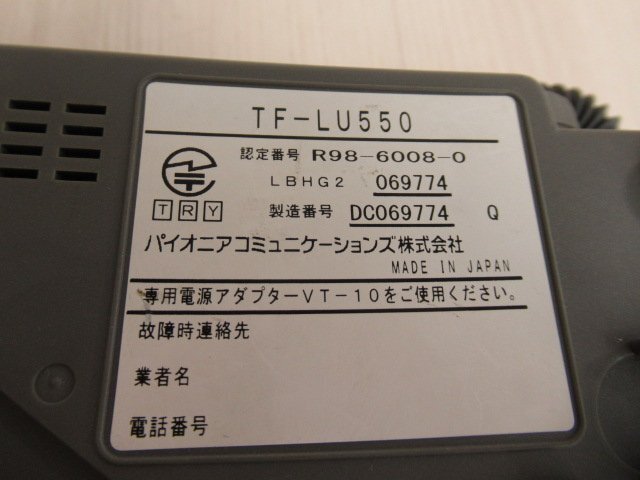 TF-LU550
認定番号 R98-6008-0
LBHG2 069774
T R Y 製造番号 DC069774 Q
パイオニアコミュニケーションズ株式会社
MADE IN JAPAN
専用電源アダプターVT-10をご使用ください。
故障時連絡先
業者名
電話番号